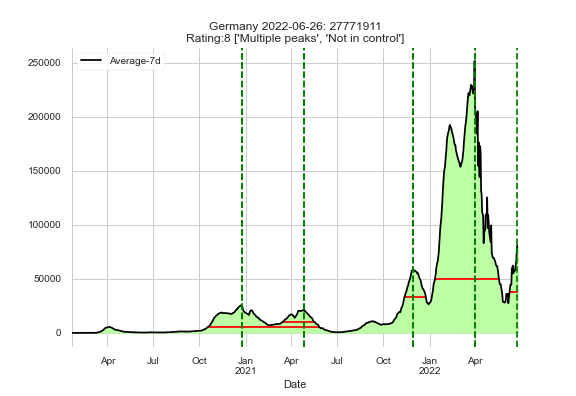 Germany 2022-06-26: 27771911
Rating:8 ['Multiple peaks', 'Not in control']
Average-7d
250000
200000
150000
100000
50000
0
Apr Jul Oct Jan Apr Jul Oct Jan Apr
2021 2022
Date